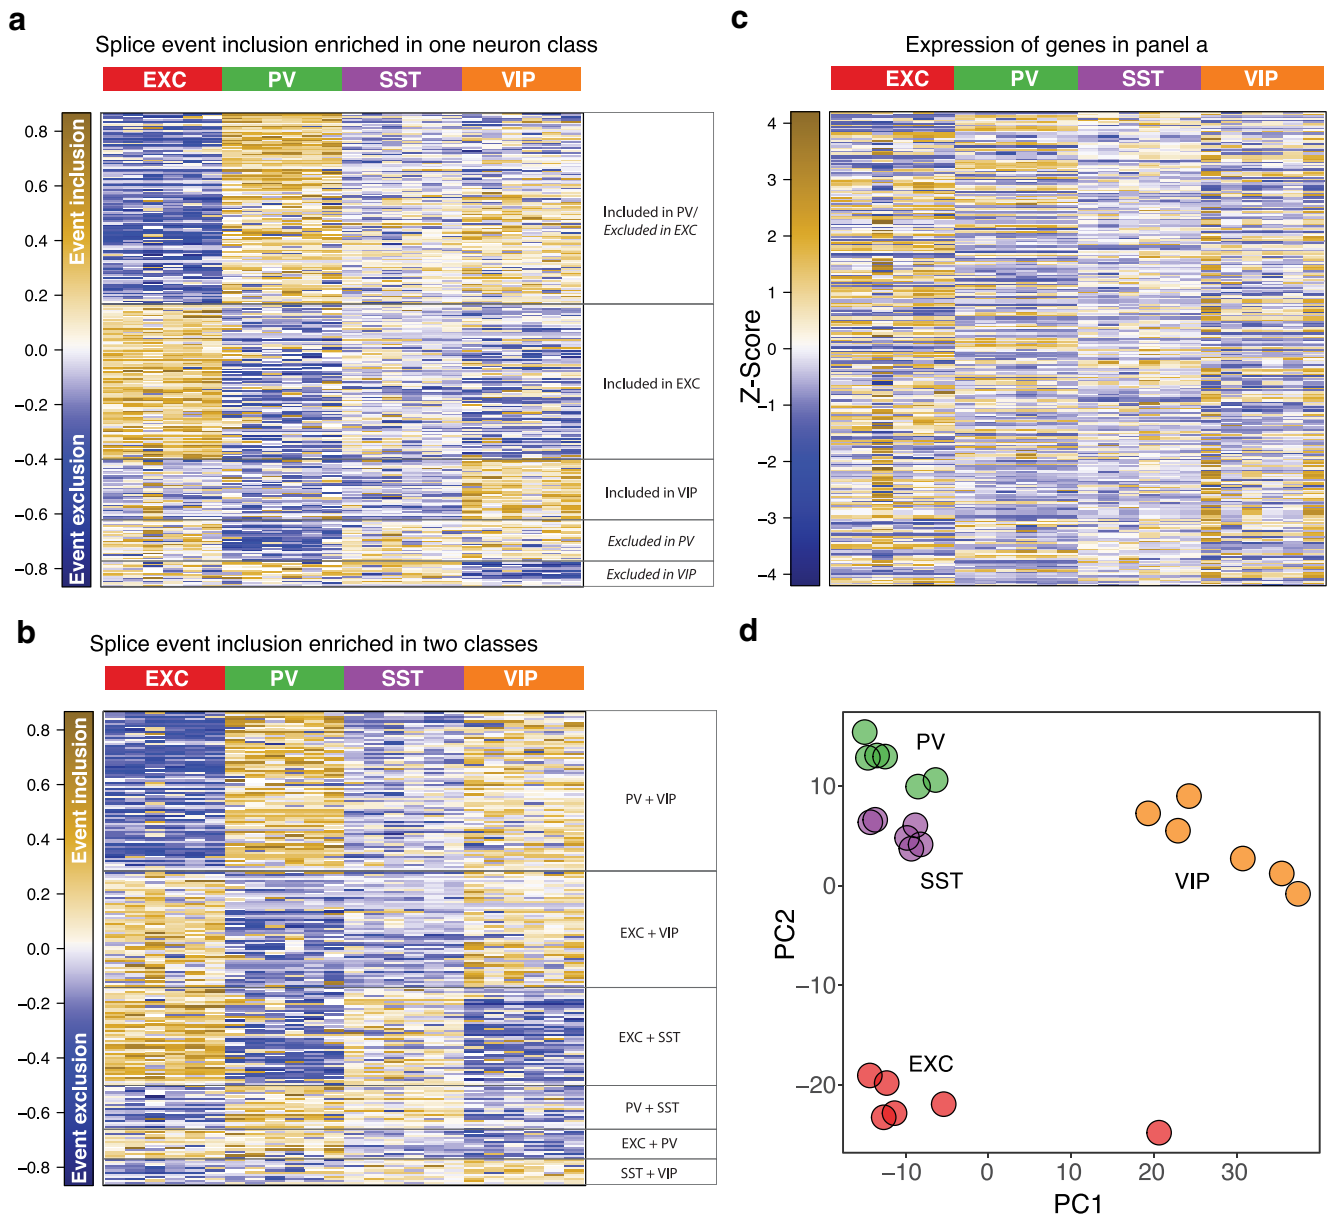 a
Splice event inclusion enriched in one neuron class
EXC PV SST VIP
Event inclusion
Event exclusion
0.8
0.6
0.4
0.2
0.0
−0.2
−0.4
−0.6
−0.8
Included in PV/
Excluded in EXC
Included in EXC
Included in VIP
Excluded in PV
Excluded in VIP
b
Splice event inclusion enriched in two classes
EXC PV SST VIP
Event inclusion
Event exclusion
0.8
0.6
0.4
0.2
0.0
−0.2
−0.4
−0.6
−0.8
PV + VIP
EXC + VIP
EXC + SST
PV + SST
EXC + PV
SST + VIP
c
Expression of genes in panel a
EXC PV SST VIP
Z-Score
4
3
2
1
0
−1
−2
−3
−4
d
PV
SST
VIP
EXC
PC2
10
0
−10
−20
−10 0 10 20 30
PC1